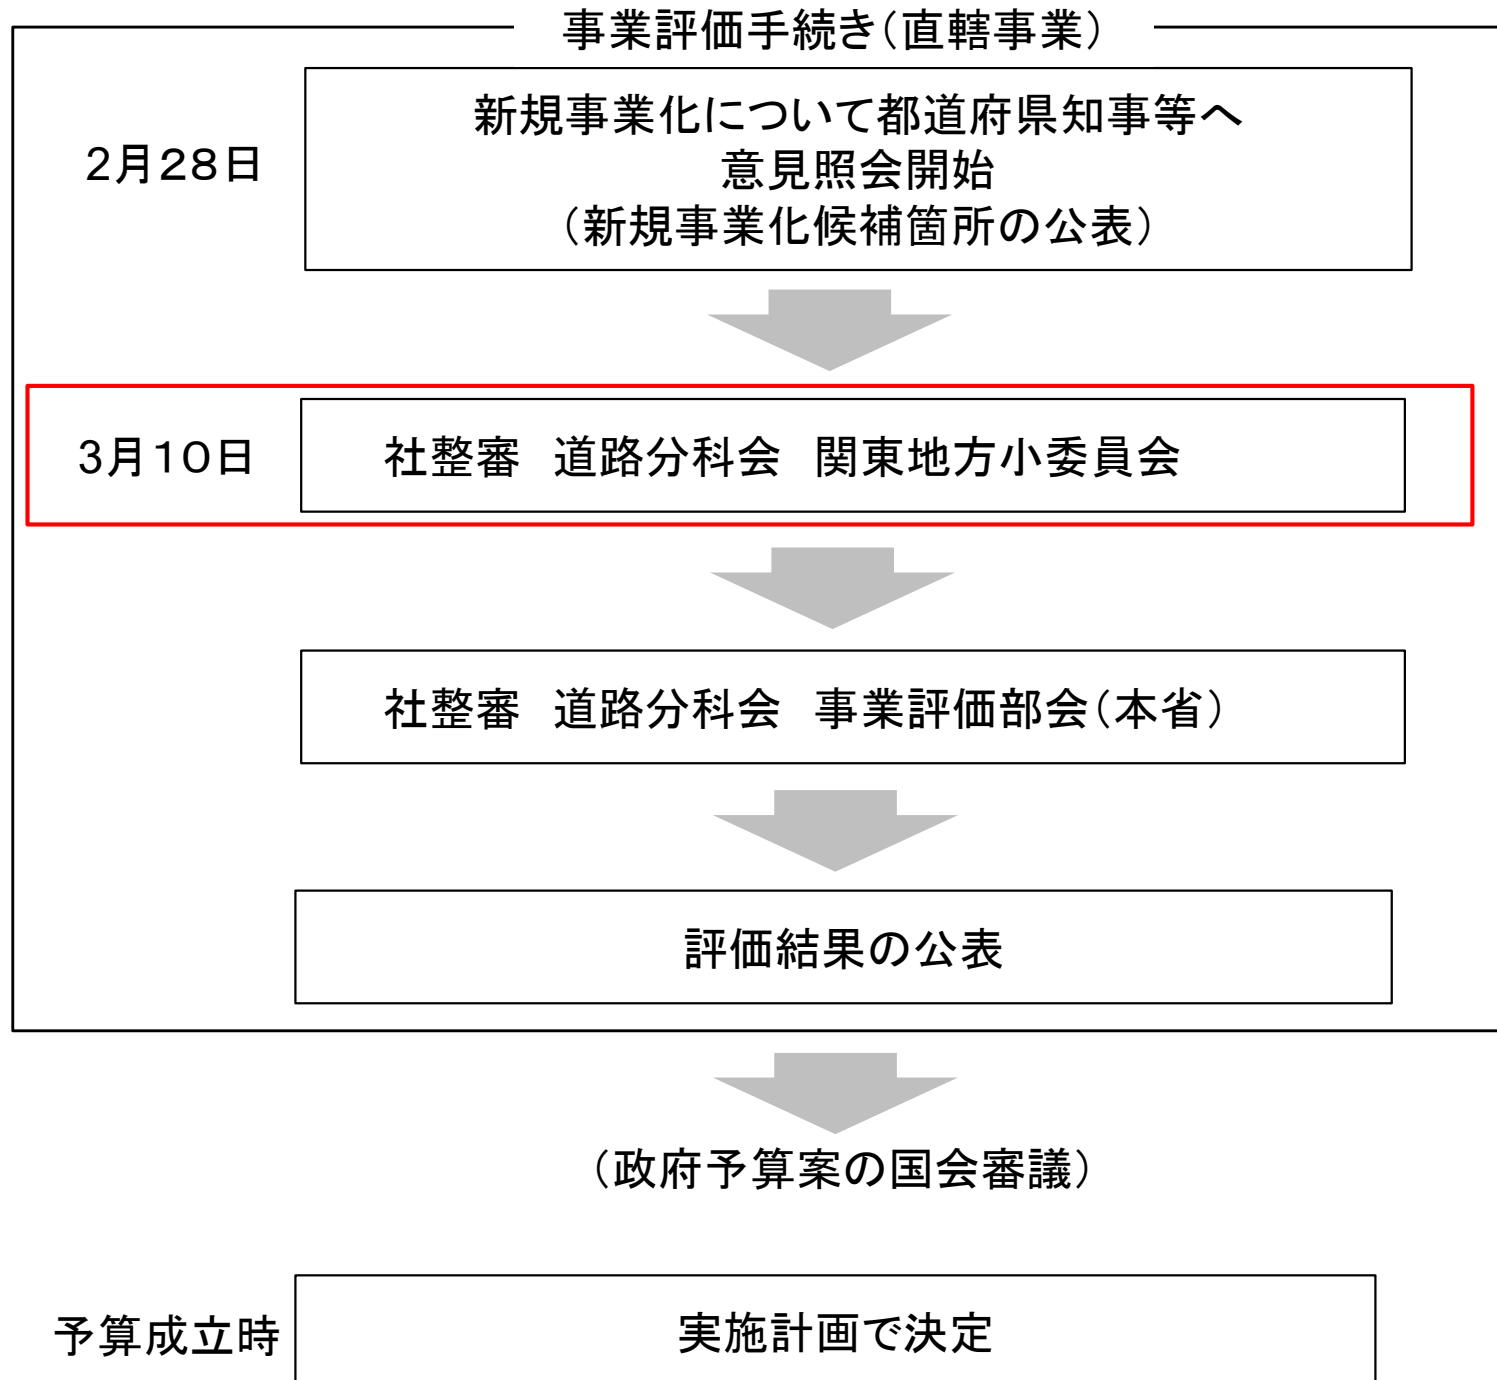 事業評価手続き（直轄事業）
2月28日
新規事業化について都道府県知事等へ
意見照会開始
（新規事業化候補箇所の公表）
3月10日
社整審　道路分科会　関東地方小委員会
社整審　道路分科会　事業評価部会（本省）
評価結果の公表
（政府予算案の国会審議）
予算成立時
実施計画で決定